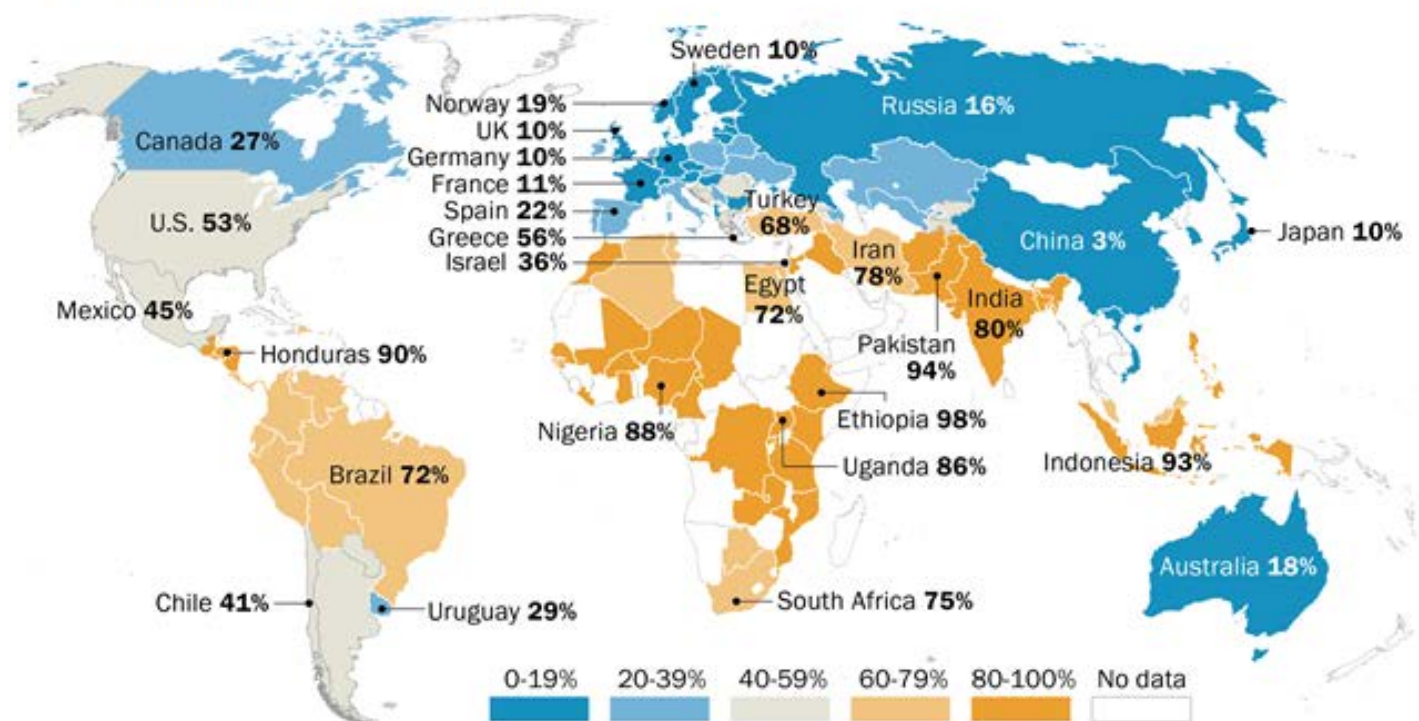 Sweden 10%
Norway 19%
Russia 16%
UK 10%
Canada 27%
Germany 10%
France 11%
U.S. 53%
Spain 22%
Turkey
68%
Greece 56%
China 3%
Japan 10%
Israel 36%
Iran
78%
Egypt
72%
India
80%
Mexico 45%
Pakistan
94%
Honduras 90%
Ethiopia 98%
Nigeria 88%
Uganda 86%
Indonesia 93%
Brazil 72%
Australia 18%
Chile 41%
Uruguay 29%
South Africa 75%
0-19% 20-39% 40-59% 60-79% 80-100% No data